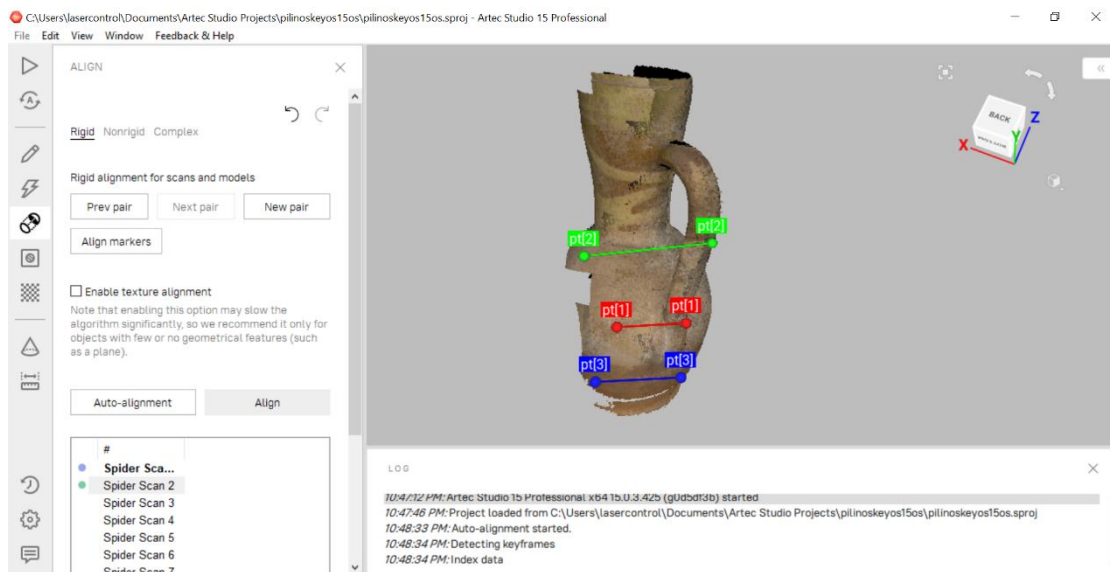 C:\Users\lasercontrol\Documents\Artec Studio Projects\pilinoskeyos15os\pilinoskeyos15os.sproj - Artec Studio 15 Professional
File Edit View Window Feedback & Help
ALIGN
Rigid Nonrigid Complex
Rigid alignment for scans and models
Prev pair Next pair New pair
Align markers
Enable texture alignment
Note that enabling this option may slow the
algorithm significantly, so we recommend it only for
objects with few or no geometrical features (such
as a plane).
Auto-alignment Align
#
Spider Sca...
Spider Scan 2
Spider Scan 3
Spider Scan 4
Spider Scan 5
Spider Scan 6
Spider Scan 7
pt[2] pt[2]
pt[1] pt[1]
pt[3] pt[3]
BACK
Z
Y
X
LOG
10:47:12 PM: Artec Studio 15 Professional x64 15.0.3.425 (g0d5df3b) started
10:47:46 PM: Project loaded from C:\Users\lasercontrol\Documents\Artec Studio Projects\pilinoskeyos15os\pilinoskeyos15os.sproj
10:48:33 PM: Auto-alignment started.
10:48:34 PM: Detecting keyframes
10:48:34 PM: Index data